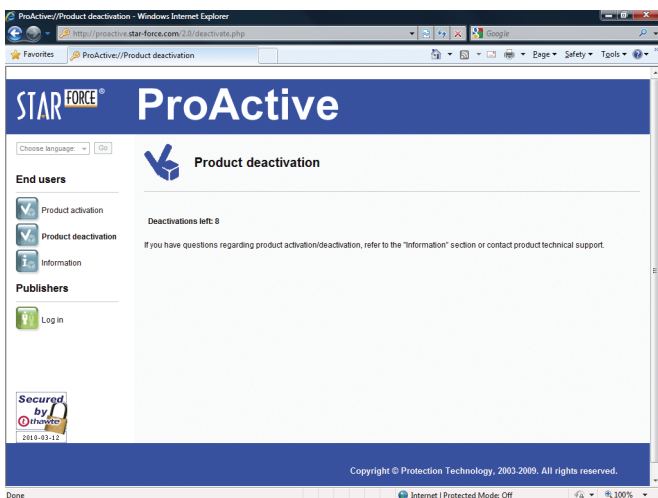 ProActive://Product deactivation - Windows Internet Explorer
http://proactive.star-force.com/2.0/deactivate.php
Google
Favorites
ProActive://Product deactivation
Page
Safety
Tools
STAR FORCE®
ProActive
Choose language:
Go
Product deactivation
End users
Product activation
Product deactivation
Information
Deactivations left: 8
If you have questions regarding product activation/deactivation, refer to the "Information" section or contact product technical support.
Publishers
Log in
Secured
by
thawte
2010-03-12
Copyright © Protection Technology, 2003-2009. All rights reserved.
Done
Internet | Protected Mode: Off
100%